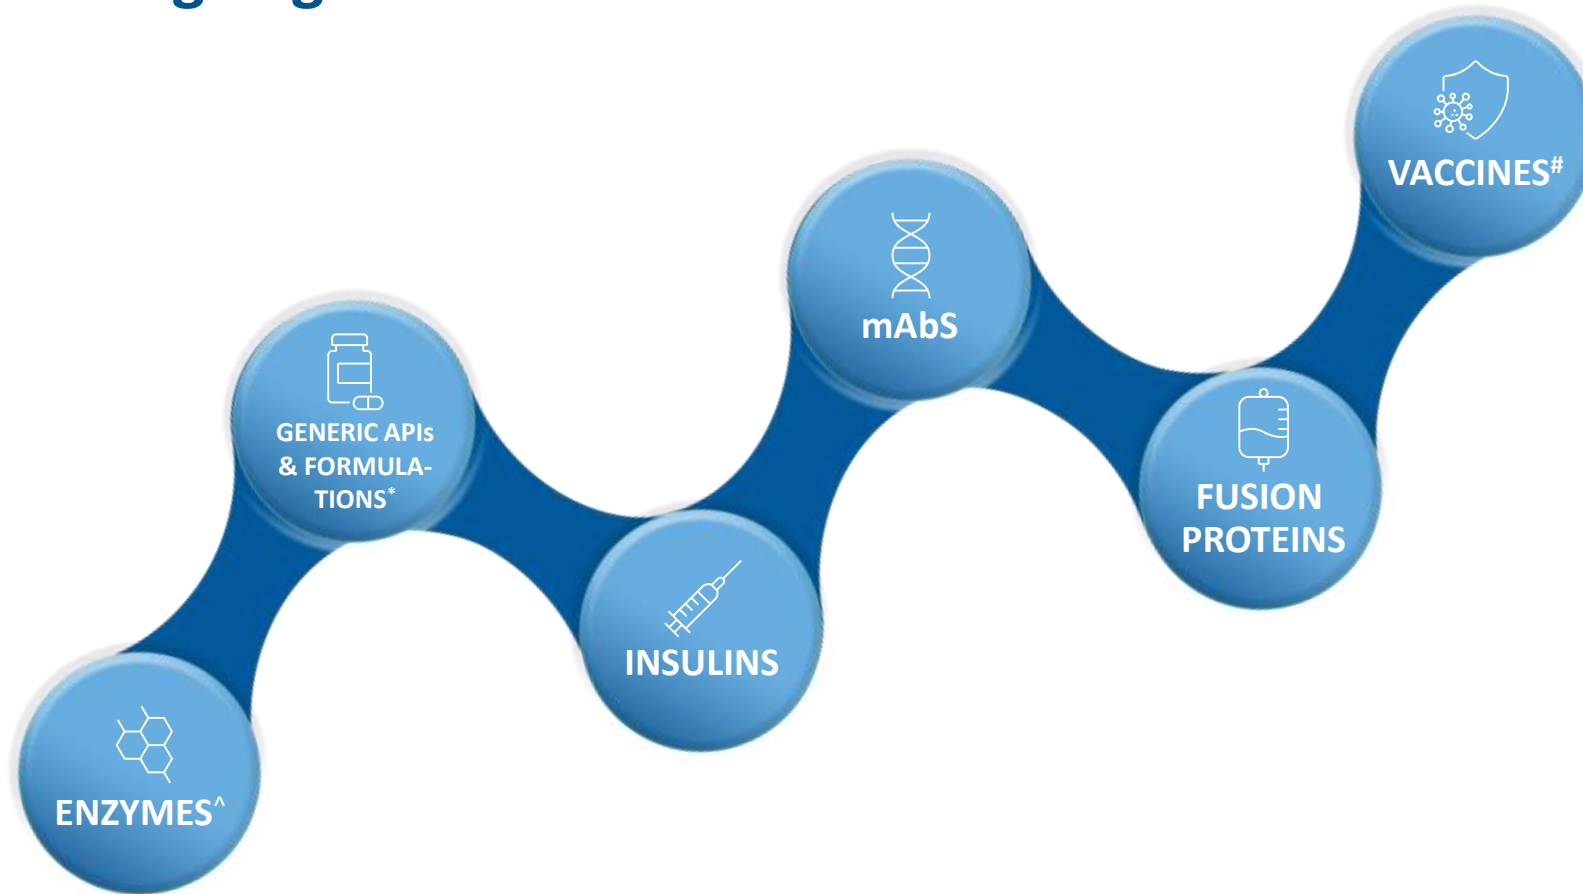 VACCINES#
mAbS
GENERIC APIs
& FORMULA-
TIONS*
FUSION
PROTEINS
INSULINS
ENZYMES^